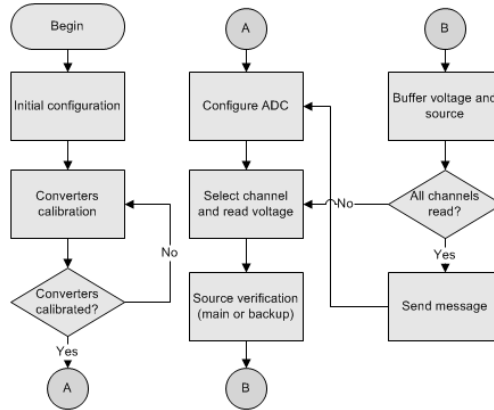 Begin
Initial configuration
Converters
calibration
No
Converters
calibrated?
Yes
A
A
Configure ADC
Select channel
and read voltage
Source verification
(main or backup)
B
B
Buffer voltage and
source
All channels
read?
No
Yes
Send message